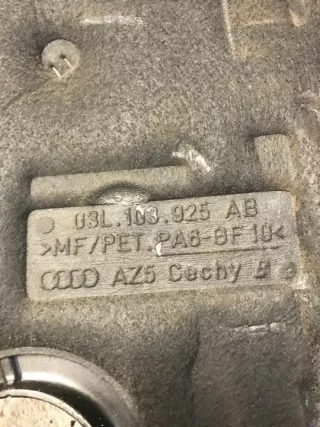 03L.103.925 AB
>MF/PET.PA6-GF10<
AZ5 Cechy B